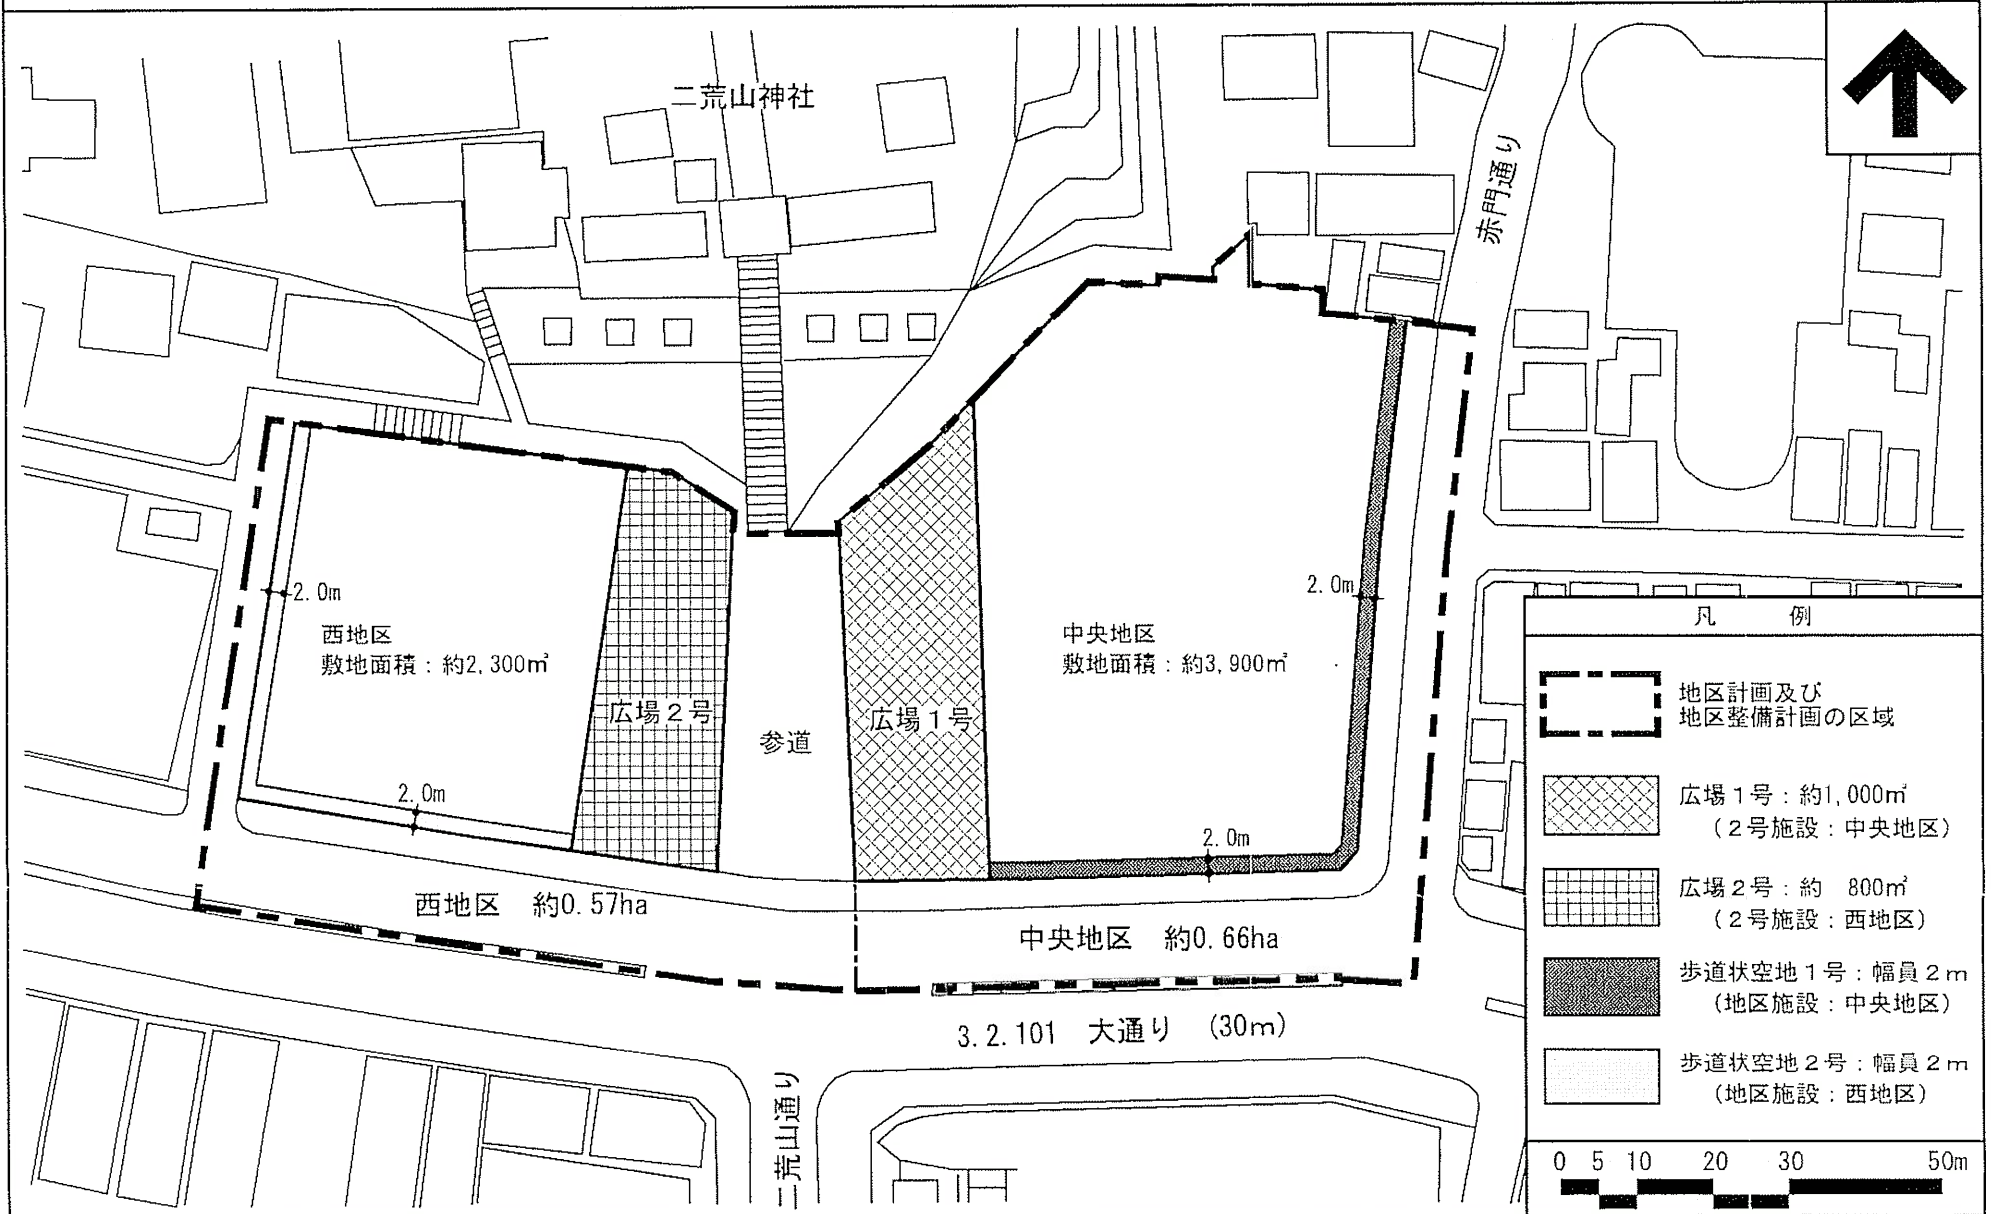 二荒山神社
赤門通り
2.0m
西地区
敷地面積：約2,300㎡
広場２号
参道
広場１号
2.0m
中央地区
敷地面積：約3,900㎡
2.0m
2.0m
西地区　約0.57ha
中央地区　約0.66ha
3.2.101　大通り　(30m)
二荒山通り
凡　例
地区計画及び
地区整備計画の区域
広場１号：約1,000㎡
（２号施設：中央地区）
広場２号：約　800㎡
（２号施設：西地区）
歩道状空地１号：幅員２ｍ
（地区施設：中央地区）
歩道状空地２号：幅員２ｍ
（地区施設：西地区）
0 5 10 20 30 50m